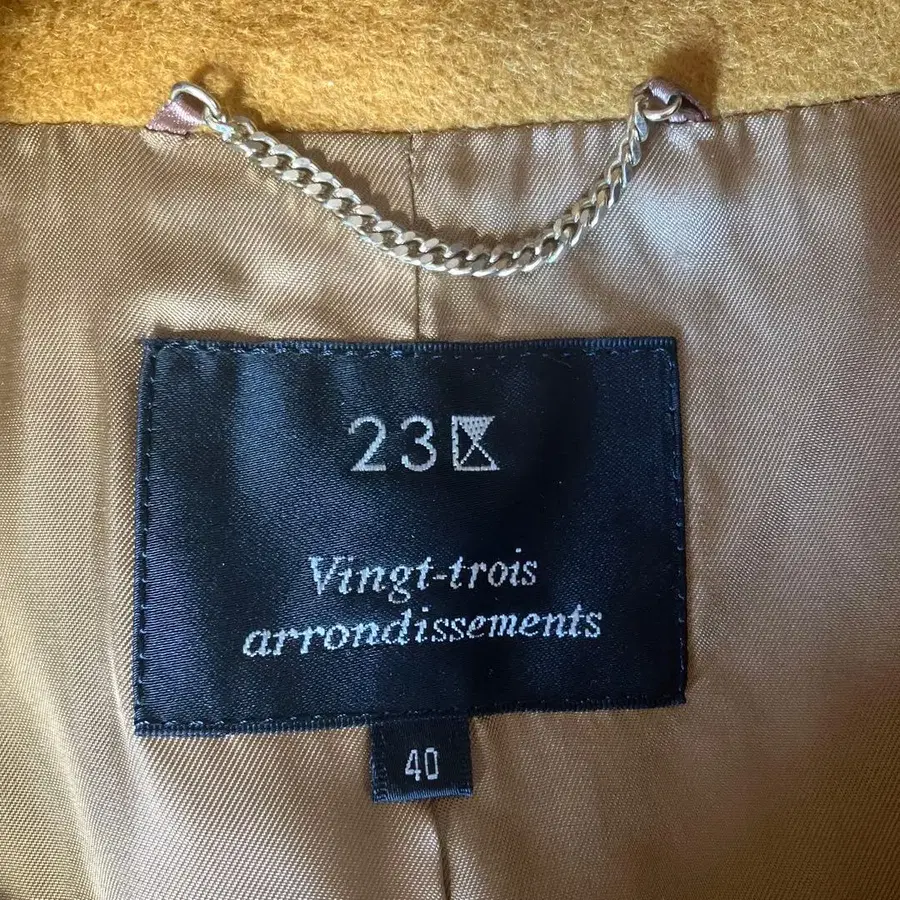 23区
Vingt-trois
arrondissements
40